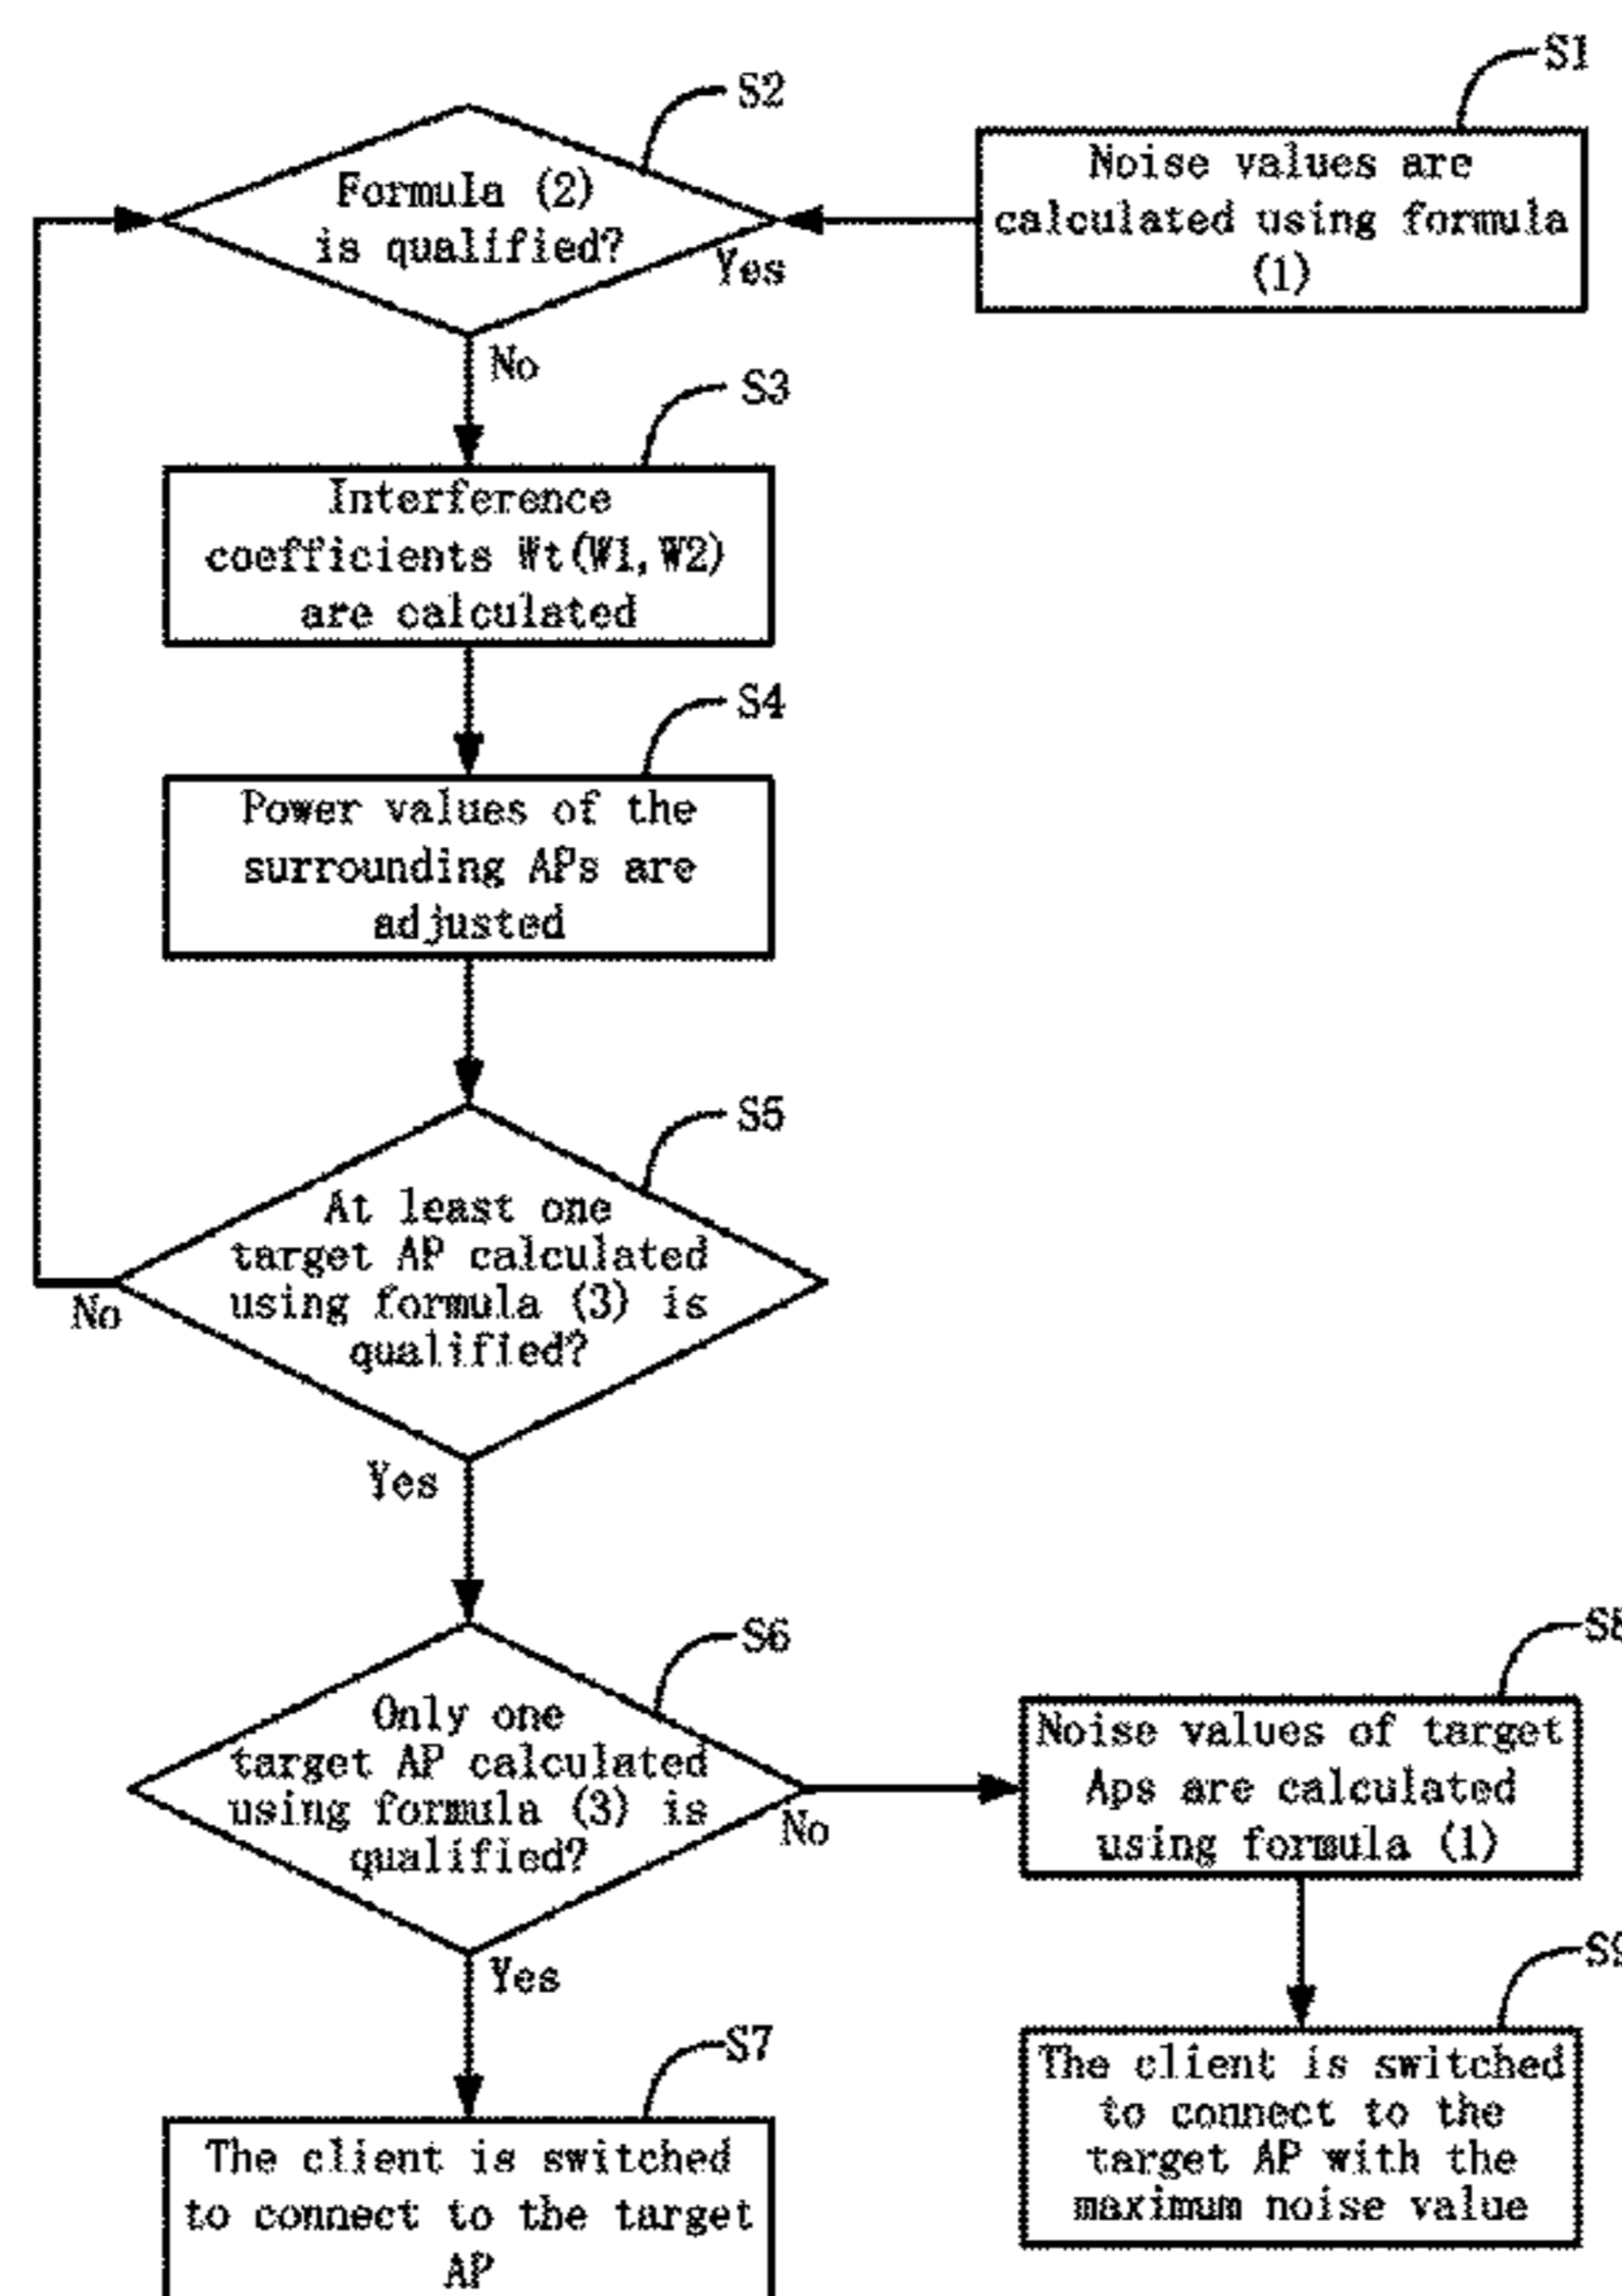 S1
Noise values are
calculated using formula
(1)
S2
Formula (2)
is qualified?
Yes
No
S3
Interference
coefficients Wt(W1,W2)
are calculated
S4
Power values of the
surrounding APs are
adjusted
S5
At least one
target AP calculated
using formula (3) is
qualified?
No
Yes
S6
Only one
target AP calculated
using formula (3) is
qualified?
No
Yes
S8
Noise values of target
Aps are calculated
using formula (1)
S9
The client is switched
to connect to the
target AP with the
maximum noise value
S7
The client is switched
to connect to the target
AP